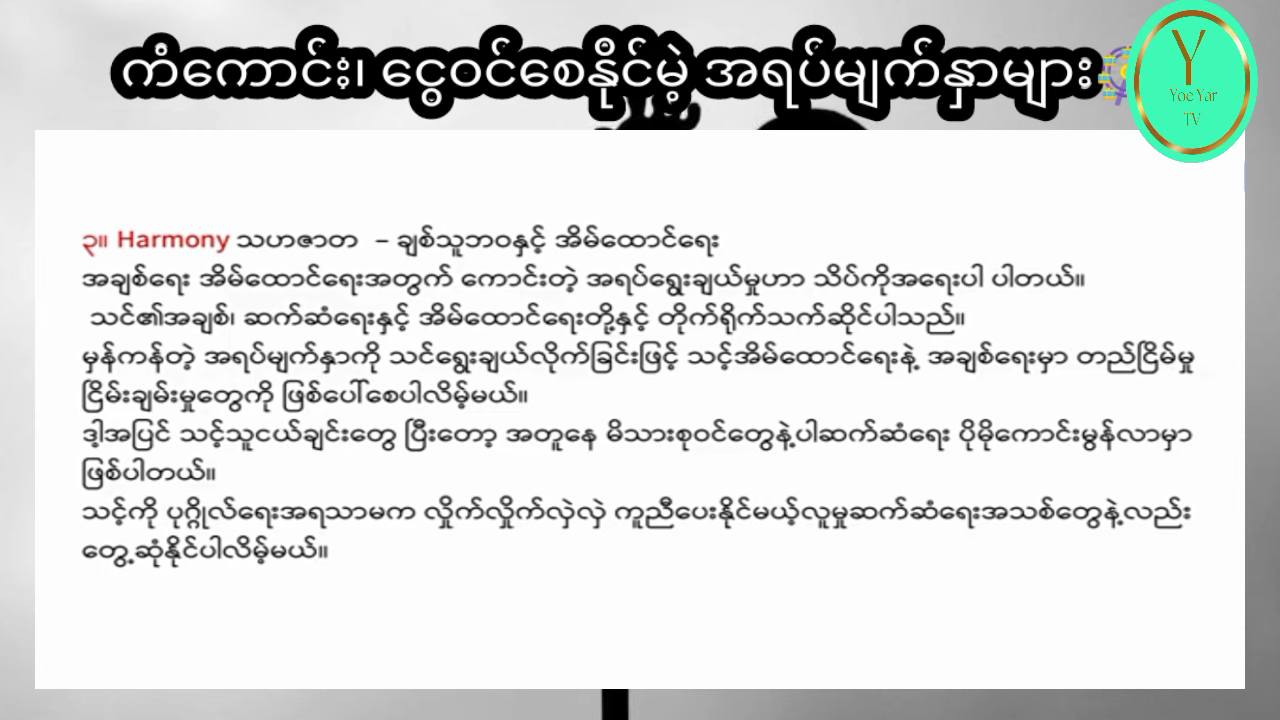 ကံကောင်း၊ ငွေဝင်စေနိုင်မဲ့ အရပ်မျက်နှာများ
Y
Yoe Yar
TV
၃။ Harmony သဟဇာတ – ချစ်သူဘဝနှင့် အိမ်ထောင်ရေး
အချစ်ရေး အိမ်ထောင်ရေးအတွက် ကောင်းတဲ့ အရပ်ရွေးချယ်မှုဟာ သိပ်ကိုအရေးပါ ပါတယ်။
သင်၏အချစ်၊ ဆက်ဆံရေးနှင့် အိမ်ထောင်ရေးတို့နှင့် တိုက်ရိုက်သက်ဆိုင်ပါသည်။
မှန်ကန်တဲ့ အရပ်မျက်နှာကို သင်ရွေးချယ်လိုက်ခြင်းဖြင့် သင့်အိမ်ထောင်ရေးနဲ့ အချစ်ရေးမှာ တည်ငြိမ်မှု
ငြိမ်းချမ်းမှုတွေကို ဖြစ်ပေါ်စေပါလိမ့်မယ်။
ဒါ့အပြင် သင့်သူငယ်ချင်းတွေ ပြီးတော့ အတူနေ မိသားစုဝင်တွေနဲ့ပါဆက်ဆံရေး ပိုမိုကောင်းမွန်လာမှာ
ဖြစ်ပါတယ်။
သင့်ကို ပုဂ္ဂိုလ်ရေးအရသာမက လှိုက်လှိုက်လှဲလှဲ ကူညီပေးနိုင်မယ့်လူမှုဆက်ဆံရေးအသစ်တွေနဲ့လည်း
တွေ့ဆုံနိုင်ပါလိမ့်မယ်။